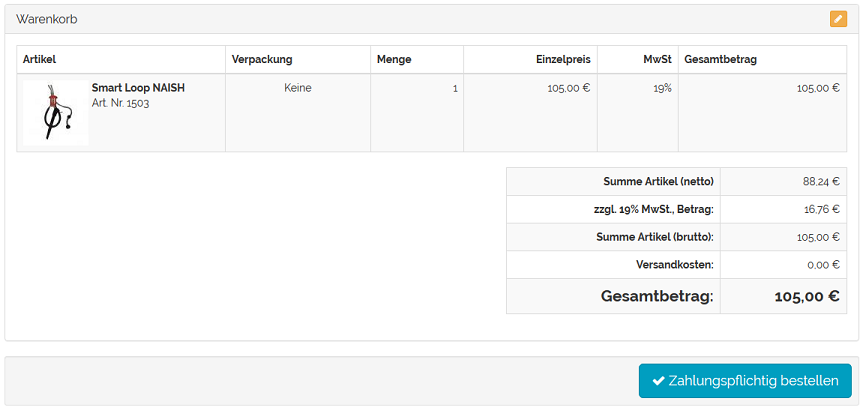 Warenkorb
Artikel Verpackung Menge Einzelpreis MwSt Gesamtbetrag
Smart Loop NAISH Keine 1 105,00 € 19% 105,00 €
Art. Nr. 1503
Summe Artikel (netto) 88,24 €
zzgl. 19% MwSt., Betrag: 16,76 €
Summe Artikel (brutto): 105,00 €
Versandkosten: 0,00 €
Gesamtbetrag: 105,00 €
Zahlungspflichtig bestellen